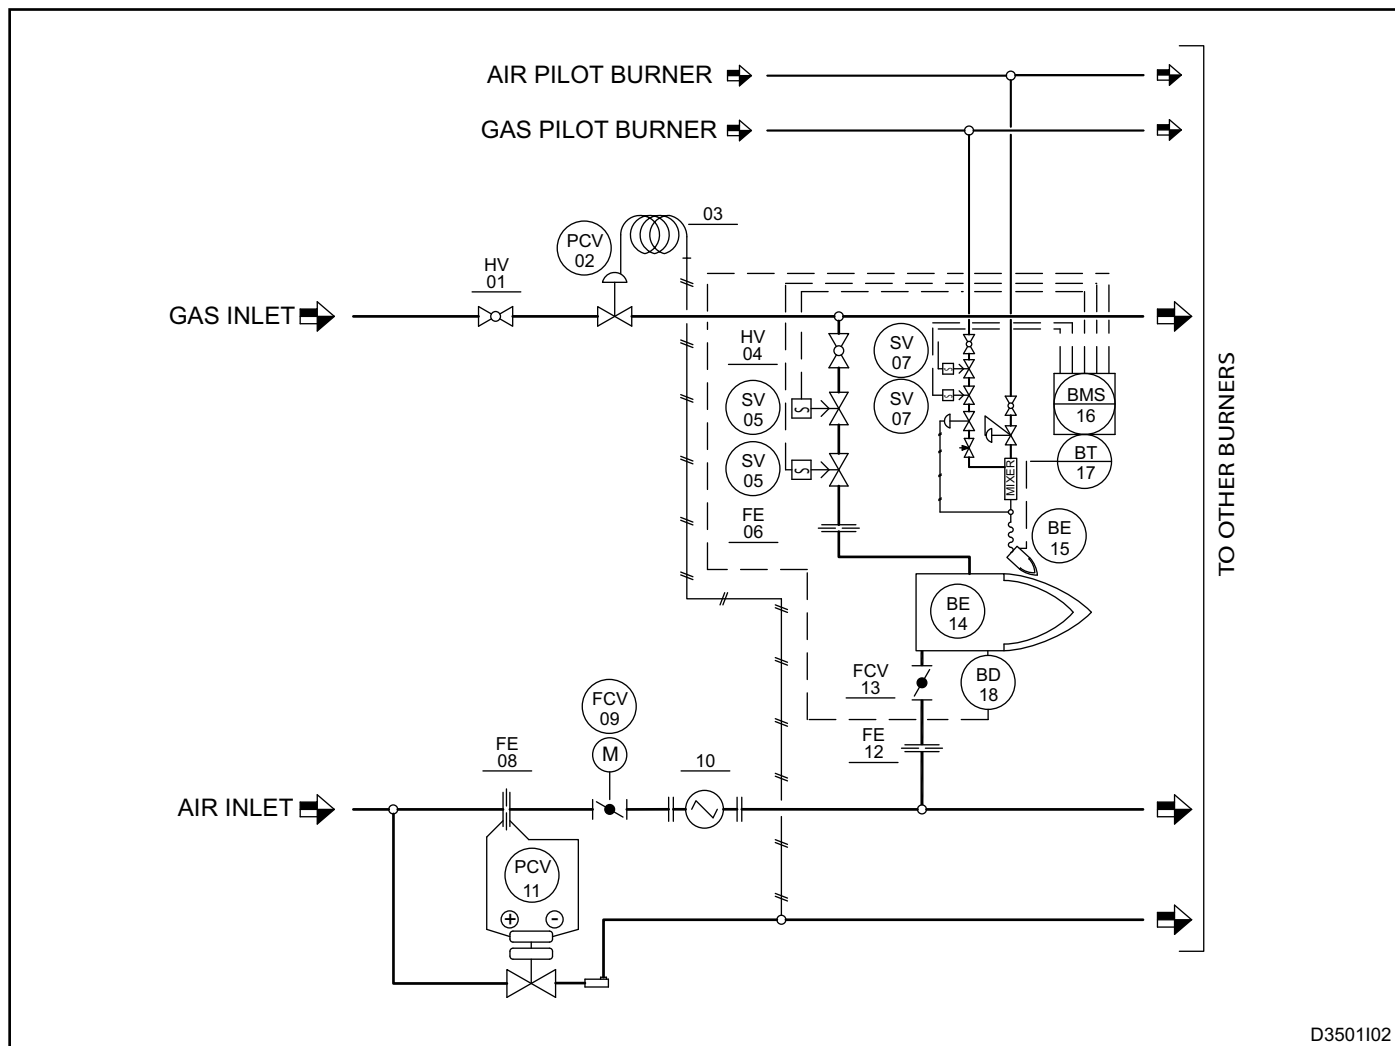 AIR PILOT BURNER
GAS PILOT BURNER
03
PCV
02
HV
01
GAS INLET
HV
04
SV
07
SV
05
SV
07
BMS
16
SV
05
BT
17
MIXER
FE
06
BE
15
TO OTHER BURNERS
BE
14
FCV
13
BD
18
FCV
09
M
FE
12
FE
08
10
AIR INLET
PCV
11
+ -
D3501I02